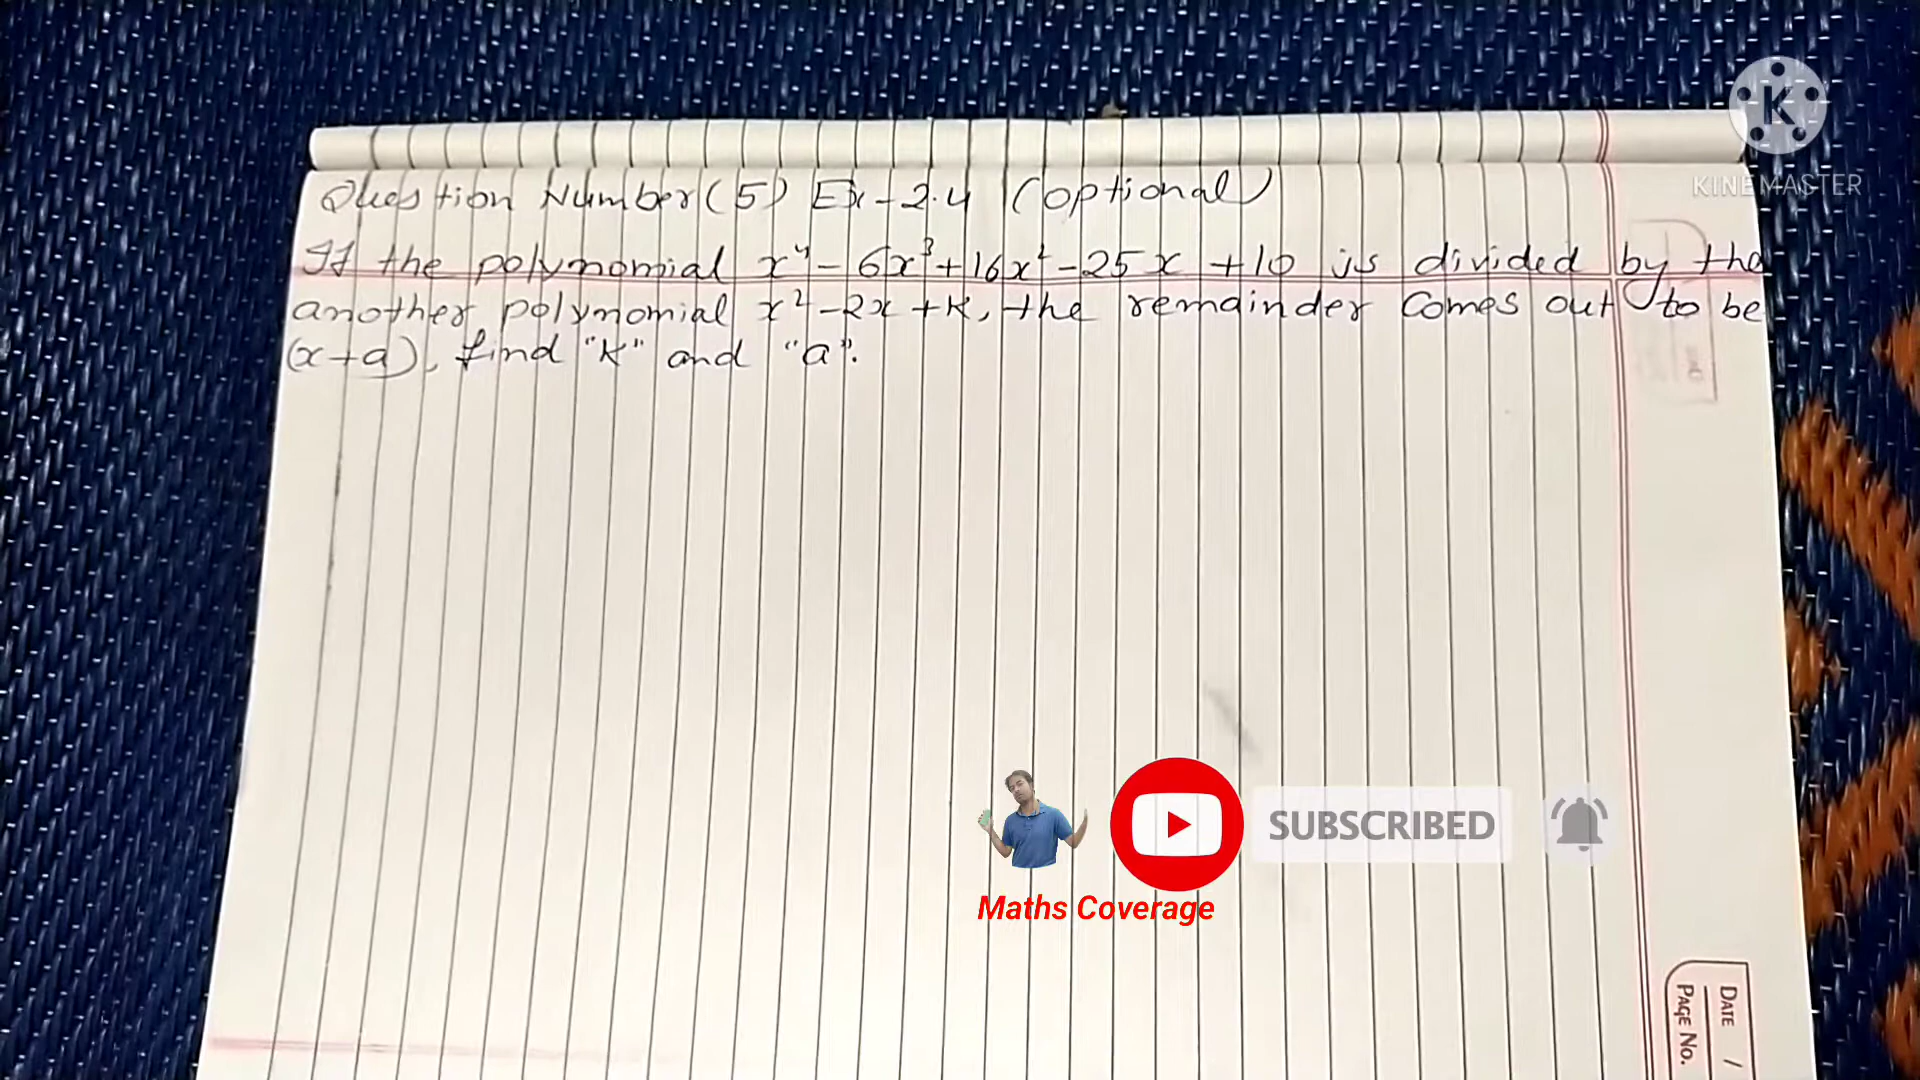 K
KINEMASTER
Question Number (5) Ex-2.4 (optional)
If the polynomial x⁴-6x³+16x²-25x+10 is divided by the
another polynomial x²-2x+K, the remainder comes out to be
(x+a), find "K" and "a".
SUBSCRIBED
Maths Coverage
DATE /
PAGE NO.